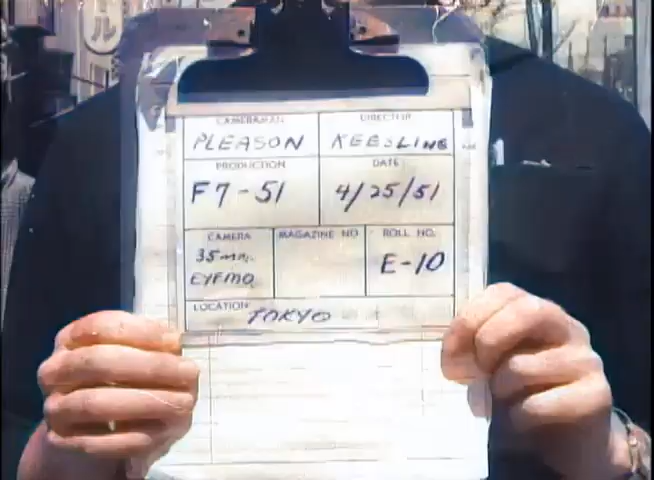 CAMERAMAN DIRECTOR
PLEASON KEESLING
PRODUCTION DATE
F7-51 4/25/51
CAMERA MAGAZINE NO ROLL NO.
35mm. E-10
EYEMO
LOCATION TOKYO